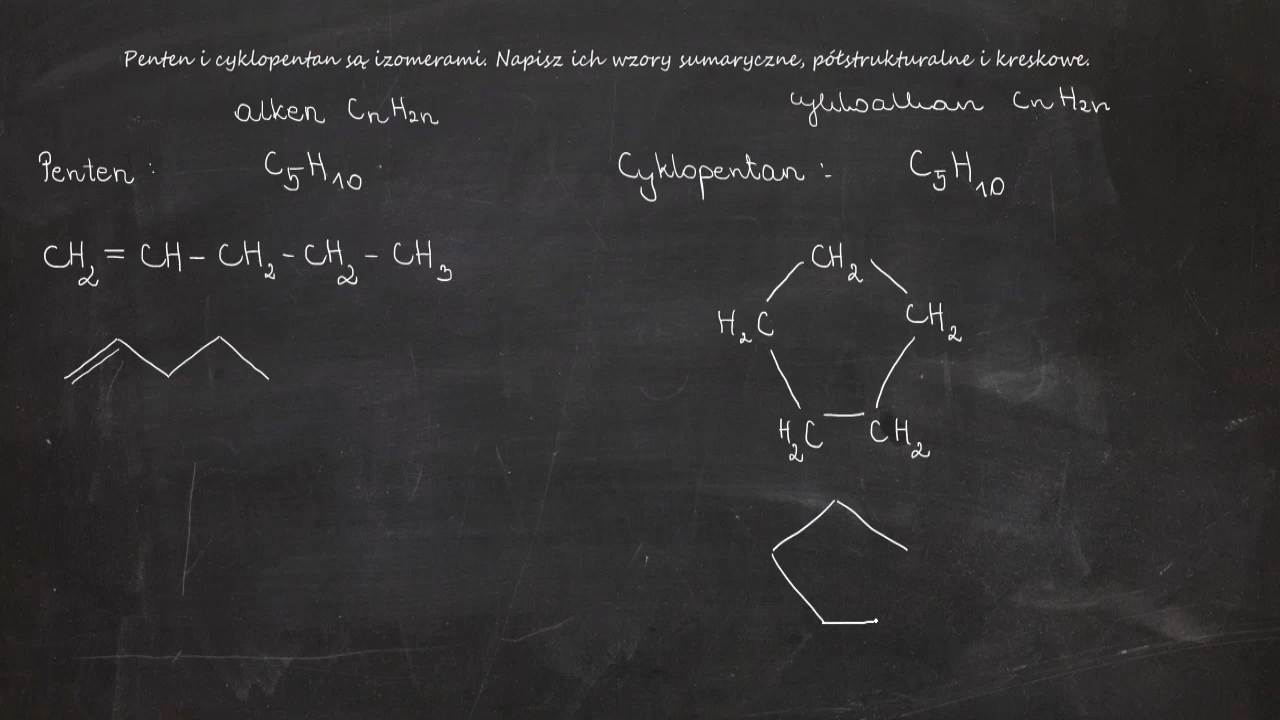 Penten i cyklopentan są izomerami. Napisz ich wzory sumaryczne, półstrukturalne i kreskowe.
alken CnH2n
cykloalkan CnH2n
Penten : C5H10
Cyklopentan : C5H10
CH2 = CH - CH2 - CH2 - CH3
CH2
H2C CH2
H2C CH2